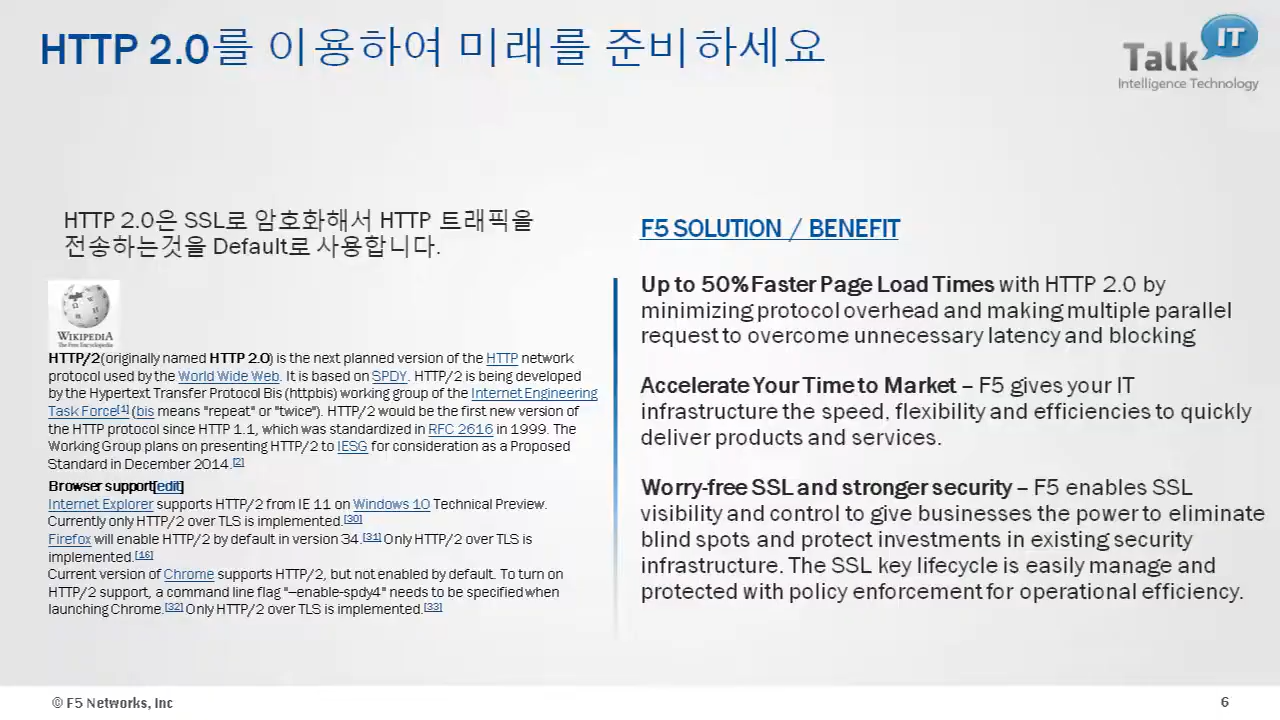 HTTP 2.0를 이용하여 미래를 준비하세요
Talk IT
Intelligence Technology
HTTP 2.0은 SSL로 암호화해서 HTTP 트래픽을
전송하는것을 Default로 사용합니다.
WIKIPEDIA
The Free Encyclopedia
HTTP/2(originally named HTTP 2.0) is the next planned version of the HTTP network
protocol used by the World Wide Web. It is based on SPDY. HTTP/2 is being developed
by the Hypertext Transfer Protocol Bis (httpbis) working group of the Internet Engineering
Task Force[1] (bis means "repeat" or "twice"). HTTP/2 would be the first new version of
the HTTP protocol since HTTP 1.1, which was standardized in RFC 2616 in 1999. The
Working Group plans on presenting HTTP/2 to IESG for consideration as a Proposed
Standard in December 2014.[2]
Browser support[edit]
Internet Explorer supports HTTP/2 from IE 11 on Windows 10 Technical Preview.
Currently only HTTP/2 over TLS is implemented.[30]
Firefox will enable HTTP/2 by default in version 34.[31] Only HTTP/2 over TLS is
implemented.[16]
Current version of Chrome supports HTTP/2, but not enabled by default. To turn on
HTTP/2 support, a command line flag "--enable-spdy4" needs to be specified when
launching Chrome.[32] Only HTTP/2 over TLS is implemented.[33]
F5 SOLUTION / BENEFIT
Up to 50% Faster Page Load Times with HTTP 2.0 by
minimizing protocol overhead and making multiple parallel
request to overcome unnecessary latency and blocking
Accelerate Your Time to Market – F5 gives your IT
infrastructure the speed, flexibility and efficiencies to quickly
deliver products and services.
Worry-free SSL and stronger security – F5 enables SSL
visibility and control to give businesses the power to eliminate
blind spots and protect investments in existing security
infrastructure. The SSL key lifecycle is easily manage and
protected with policy enforcement for operational efficiency.
© F5 Networks, Inc
6